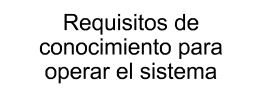 Requisitos de
conocimiento para
operar el sistema